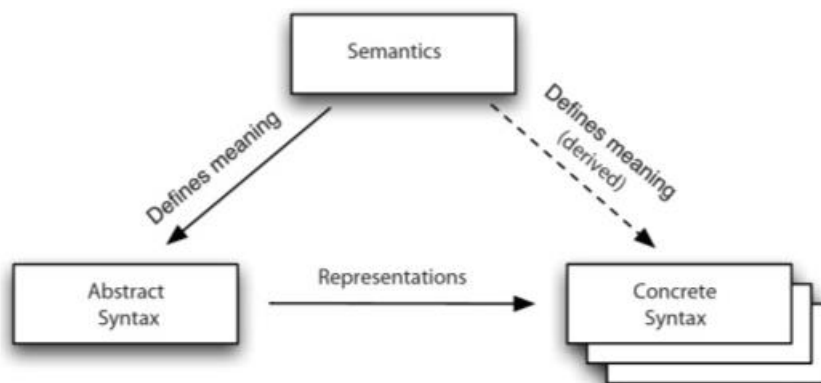 Semantics
Defines meaning
Defines meaning
(derived)
Abstract
Syntax
Representations
Concrete
Syntax